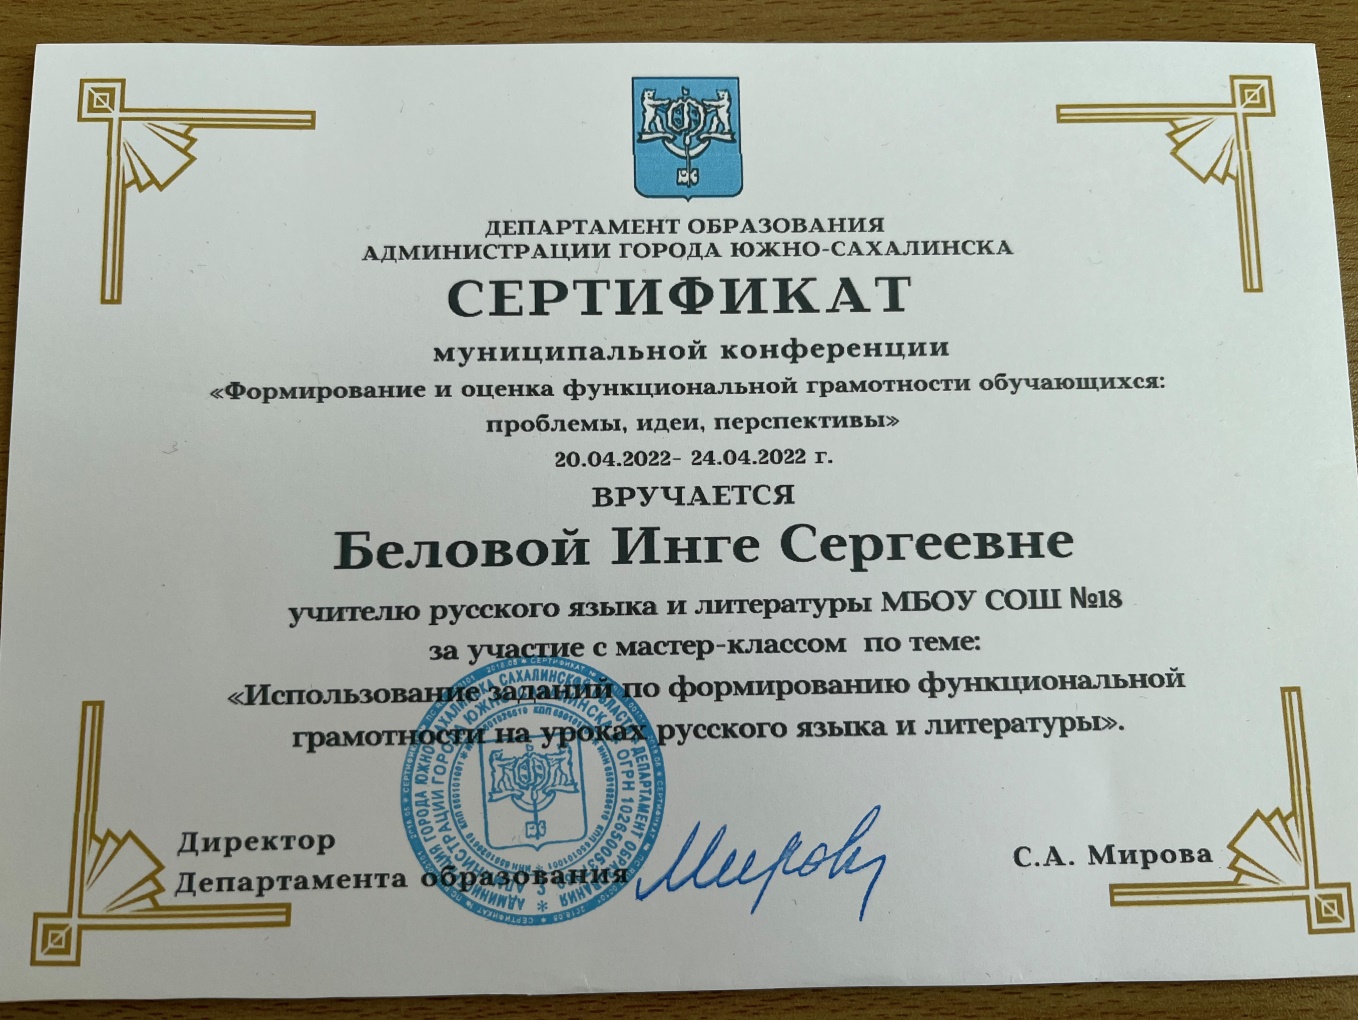 ДЕПАРТАМЕНТ ОБРАЗОВАНИЯ
АДМИНИСТРАЦИИ ГОРОДА ЮЖНО-САХАЛИНСКА
СЕРТИФИКАТ
муниципальной конференции
«Формирование и оценка функциональной грамотности обучающихся:
проблемы, идеи, перспективы»
20.04.2022- 24.04.2022 г.
ВРУЧАЕТСЯ
Беловой Инге Сергеевне
учителю русского языка и литературы МБОУ СОШ №18
за участие с мастер-классом по теме:
«Использование заданий по формированию функциональной
грамотности на уроках русского языка и литературы».
Директор
Департамента образования
С.А. Мирова